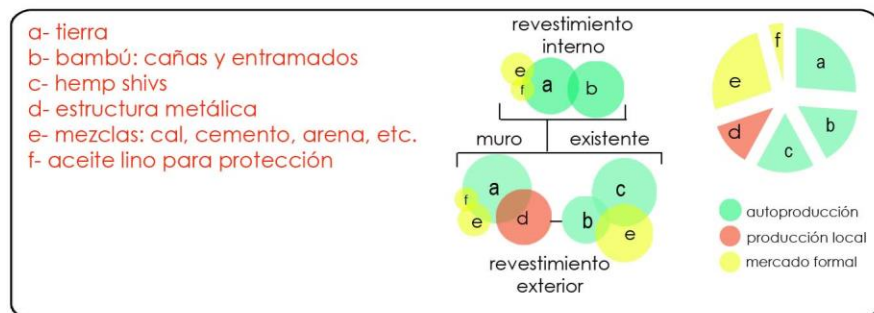 a- tierra
b- bambú: cañas y entramados
c- hemp shivs
d- estructura metálica
e- mezclas: cal, cemento, arena, etc.
f- aceite lino para protección
revestimiento
interno
e
f
a
b
muro existente
a
f
e
d
b
c
e
revestimiento
exterior
f
a
e
b
d
c
autoproducción
producción local
mercado formal